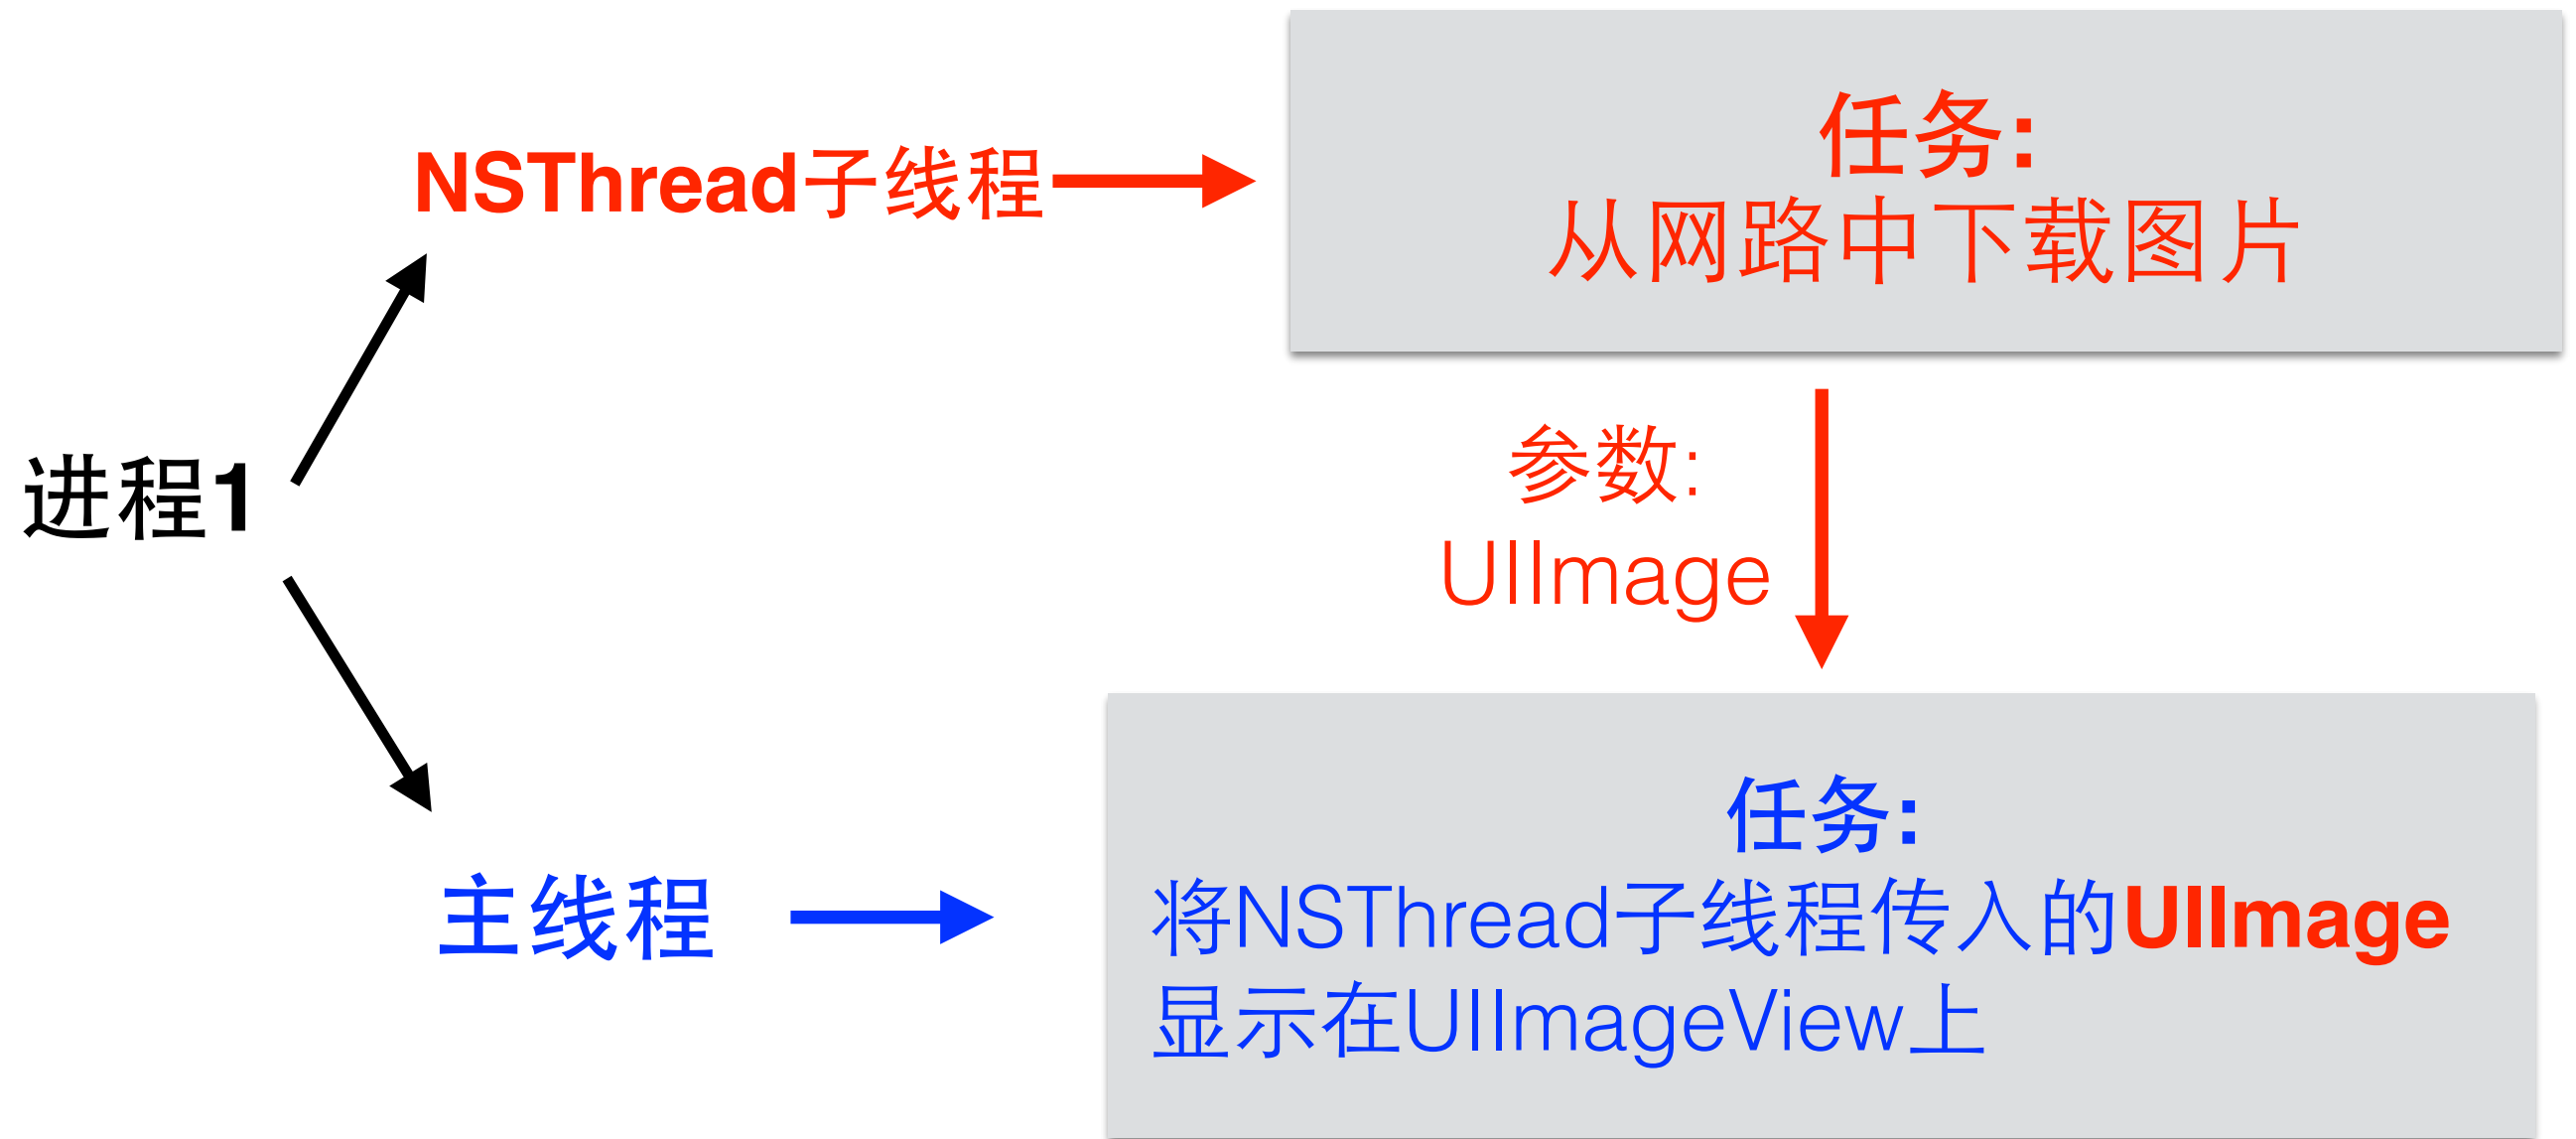 NSThread子线程
任务:
从网路中下载图片
参数:
UIImage
进程1
主线程
任务:
将NSThread子线程传入的UIImage
显示在UIImageView上